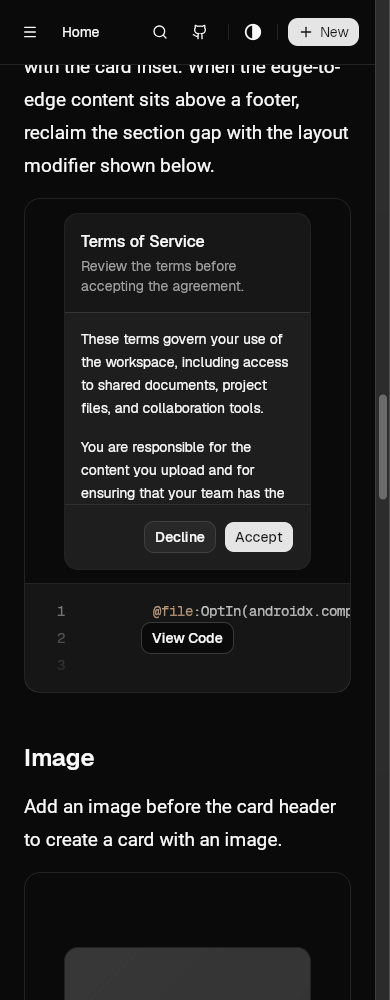 Home
New
with the card inset. When the edge-to-
edge content sits above a footer,
reclaim the section gap with the layout
modifier shown below.
Terms of Service
Review the terms before
accepting the agreement.
These terms govern your use of
the workspace, including access
to shared documents, project
files, and collaboration tools.
You are responsible for the
content you upload and for
ensuring that your team has the
Decline
Accept
1 @file:OptIn(androidx.comp
2
View Code
3
Image
Add an image before the card header
to create a card with an image.